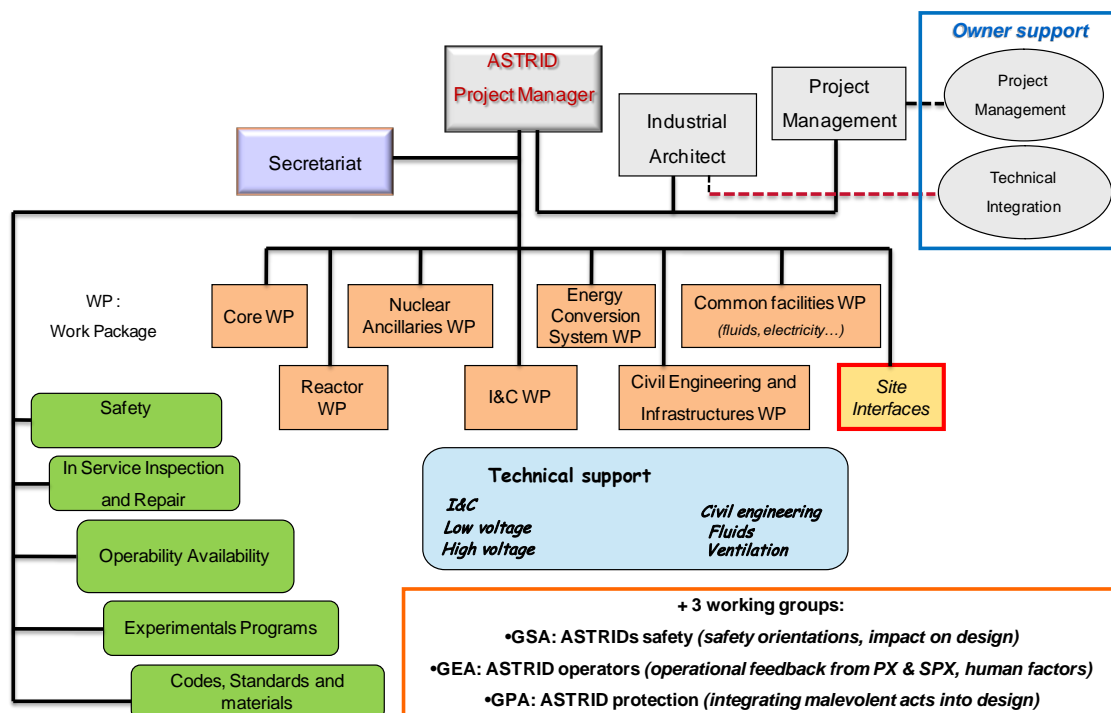 Owner support
ASTRID
Project Manager
Project
Management
Project
Management
Industrial
Architect
Secretariat
Technical
Integration
WP :
Work Package
Core WP
Nuclear
Ancillaries WP
Energy
Conversion
System WP
Common facilities WP
(fluids, electricity…)
Reactor
WP
I&C WP
Civil Engineering and
Infrastructures WP
Site
Interfaces
Safety
In Service Inspection
and Repair
Operability Availability
Experimentals Programs
Codes, Standards and
materials
Technical support
I&C
Low voltage
High voltage
Civil engineering
Fluids
Ventilation
+ 3 working groups:
•GSA: ASTRIDs safety (safety orientations, impact on design)
•GEA: ASTRID operators (operational feedback from PX & SPX, human factors)
•GPA: ASTRID protection (integrating malevolent acts into design)